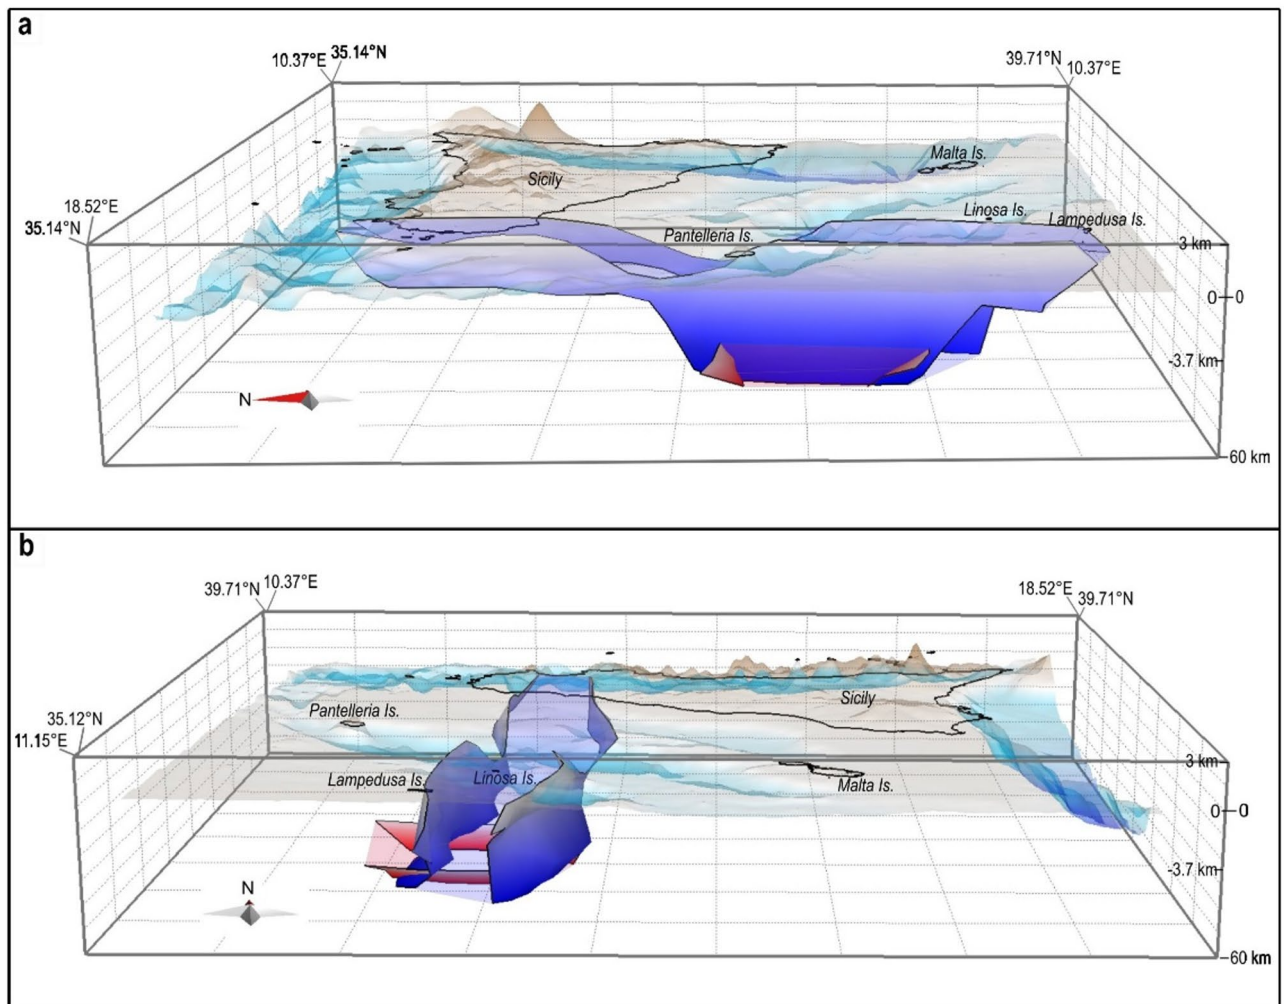 a
10.37°E 35.14°N
39.71°N 10.37°E
Malta Is.
Sicily
18.52°E
35.14°N
Linosa Is.
Lampedusa Is.
Pantelleria Is.
3 km
0 0
-3.7 km
N
60 km
b
39.71°N 10.37°E
18.52°E 39.71°N
Sicily
Pantelleria Is.
35.12°N
11.15°E
3 km
Lampedusa Is.
Linosa Is.
Malta Is.
0 0
-3.7 km
N
60 km